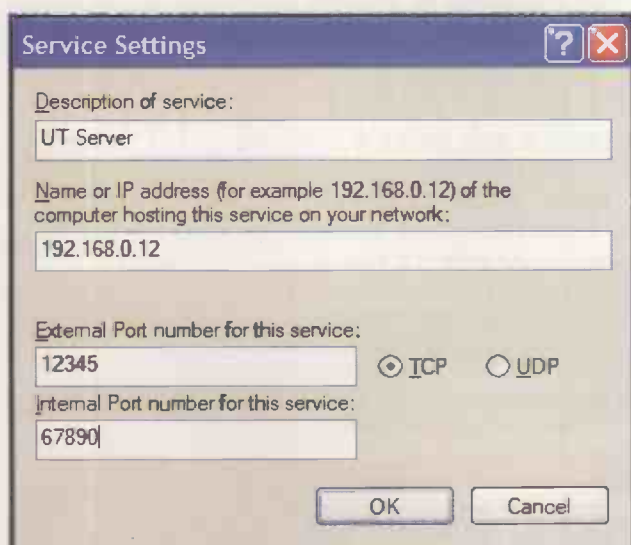 Service Settings
Description of service:
UT Server
Name or IP address (for example 192.168.0.12) of the
computer hosting this service on your network:
192.168.0.12
External Port number for this service:
12345
TCP
UDP
Internal Port number for this service:
67890
OK
Cancel